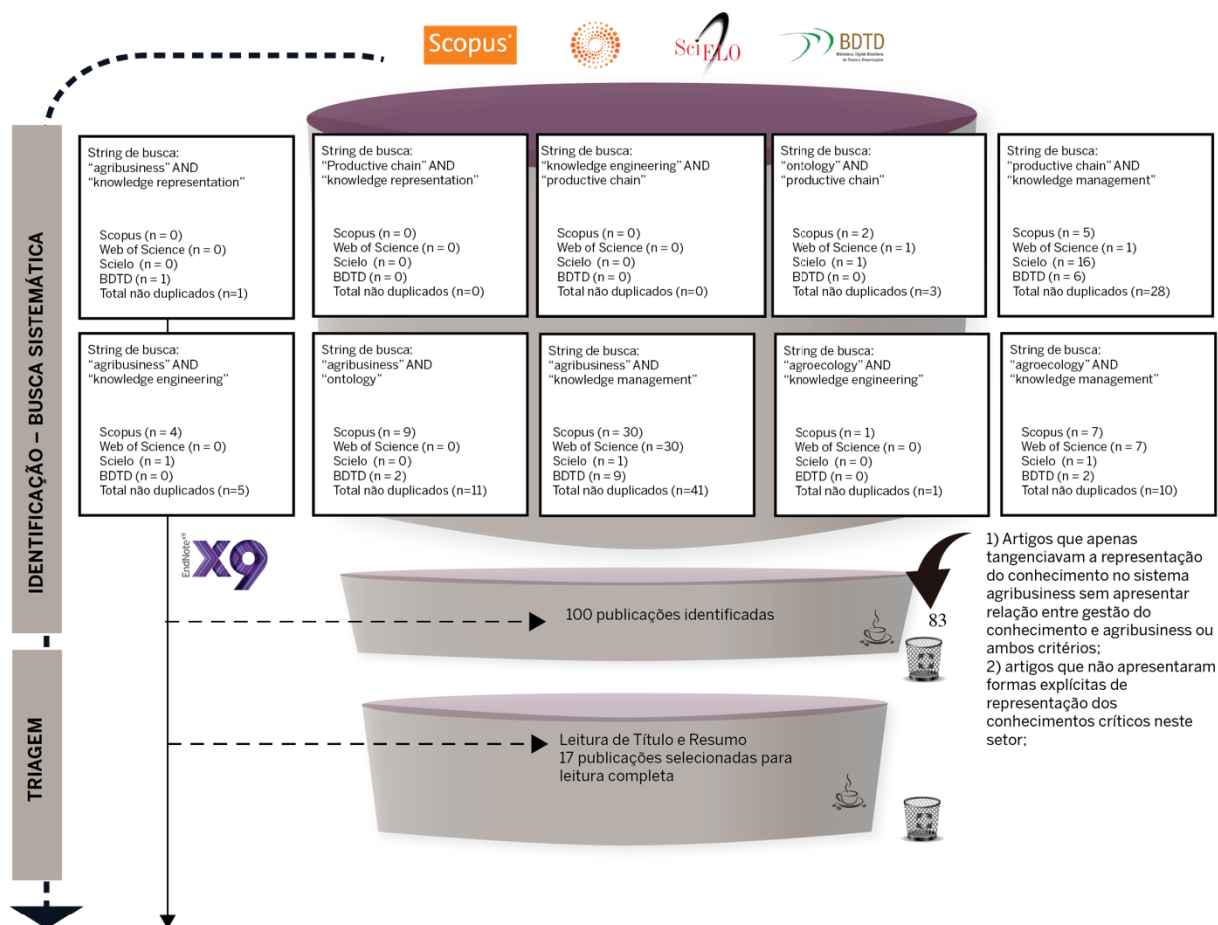 Scopus®
SciELO
BDTD
Biblioteca Digital Brasileira
de Teses e Dissertações
IDENTIFICAÇÃO – BUSCA SISTEMÁTICA
String de busca:
“agribusiness” AND
“knowledge representation”
Scopus (n = 0)
Web of Science (n = 0)
Scielo (n = 0)
BDTD (n = 1)
Total não duplicados (n=1)
String de busca:
“Productive chain” AND
“knowledge representation”
Scopus (n = 0)
Web of Science (n = 0)
Scielo (n = 0)
BDTD (n = 0)
Total não duplicados (n=0)
String de busca:
“knowledge engineering” AND
“productive chain”
Scopus (n = 0)
Web of Science (n = 0)
Scielo (n = 0)
BDTD (n = 0)
Total não duplicados (n=0)
String de busca:
“ontology” AND
“productive chain”
Scopus (n = 2)
Web of Science (n = 1)
Scielo (n = 1)
BDTD (n = 0)
Total não duplicados (n=3)
String de busca:
“productive chain” AND
“knowledge management”
Scopus (n = 5)
Web of Science (n = 1)
Scielo (n = 16)
BDTD (n = 6)
Total não duplicados (n=28)
String de busca:
“agribusiness” AND
“knowledge engineering”
Scopus (n = 4)
Web of Science (n = 0)
Scielo (n = 1)
BDTD (n = 0)
Total não duplicados (n=5)
String de busca:
“agribusiness” AND
“ontology”
Scopus (n = 9)
Web of Science (n = 0)
Scielo (n = 0)
BDTD (n = 2)
Total não duplicados (n=11)
String de busca:
“agribusiness” AND
“knowledge management”
Scopus (n = 30)
Web of Science (n =30)
Scielo (n = 1)
BDTD (n = 9)
Total não duplicados (n=41)
String de busca:
“agroecology” AND
“knowledge engineering”
Scopus (n = 1)
Web of Science (n = 0)
Scielo (n = 0)
BDTD (n = 0)
Total não duplicados (n=1)
String de busca:
“agroecology” AND
“knowledge management”
Scopus (n = 7)
Web of Science (n = 7)
Scielo (n = 1)
BDTD (n = 2)
Total não duplicados (n=10)
EndNote X9
X9
100 publicações identificadas
83
1) Artigos que apenas
tangenciavam a representação
do conhecimento no sistema
agribusiness sem apresentar
relação entre gestão do
conhecimento e agribusiness ou
ambos critérios;
2) artigos que não apresentaram
formas explícitas de
representação dos
conhecimentos críticos neste
setor;
TRIAGEM
Leitura de Título e Resumo
17 publicações selecionadas para
leitura completa